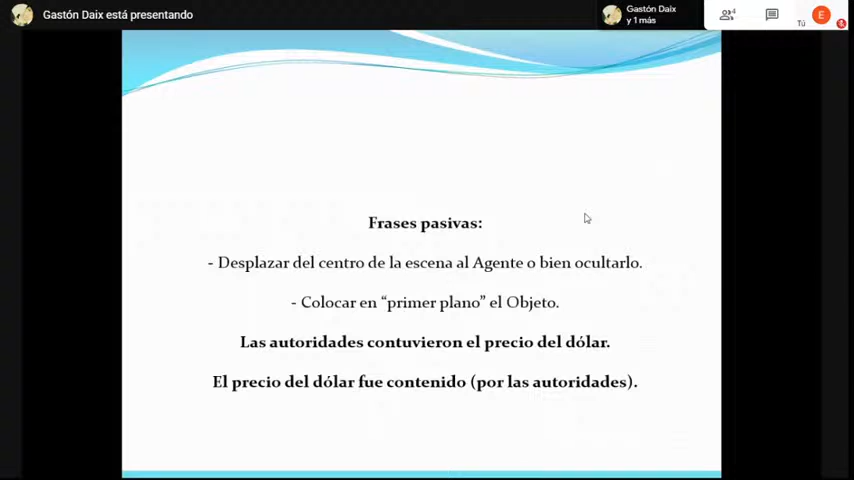 Gastón Daix está presentando
Gastón Daix
y 1 más
4
Tú
E
Frases pasivas:
- Desplazar del centro de la escena al Agente o bien ocultarlo.
- Colocar en “primer plano” el Objeto.
Las autoridades contuvieron el precio del dólar.
El precio del dólar fue contenido (por las autoridades).